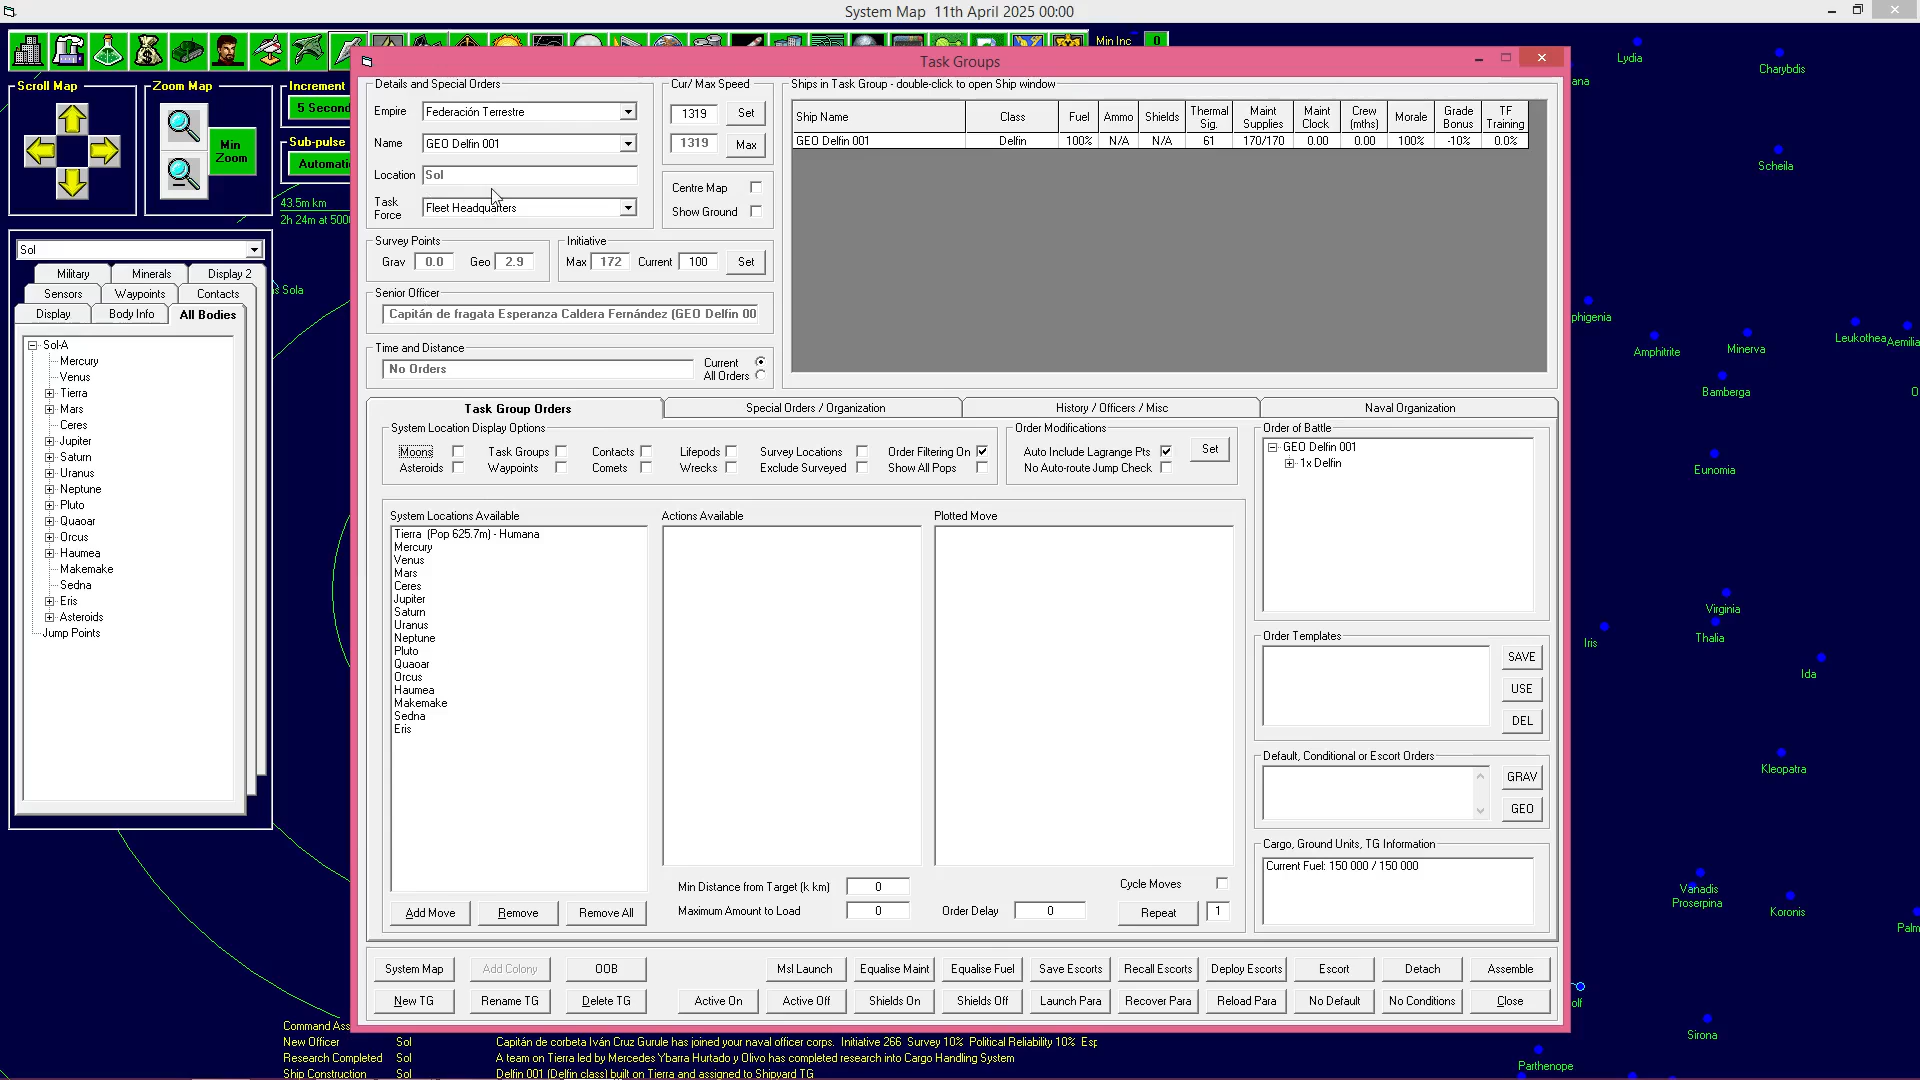 System Map 11th April 2025 00:00
Min Inc 0
Scroll Map
Zoom Map
Min Zoom
Increment
5 Second
Sub-pulse
Automati
43.5m km
2h 24m at 5000
Sol
Military Minerals Display 2
Sensors Waypoints Contacts
Display Body Info All Bodies
Sol-A
Mercury
Venus
Tierra
Mars
Ceres
Jupiter
Saturn
Uranus
Neptune
Pluto
Quaoar
Orcus
Haumea
Makemake
Sedna
Eris
Asteroids
Jump Points
s Sola
Task Groups
Details and Special Orders
Empire Federación Terrestre
Name GEO Delfin 001
Location Sol
Task Force Fleet Headquarters
Cur/ Max Speed
1319 Set
1319 Max
Centre Map
Show Ground
Survey Points
Grav 0.0 Geo 2.9
Initiative
Max 172 Current 100 Set
Senior Officer
Capitán de fragata Esperanza Caldera Fernández (GEO Delfin 00
Time and Distance
No Orders
Current
All Orders
Ships in Task Group - double-click to open Ship window
Ship Name Class Fuel Ammo Shields Thermal Sig. Maint Supplies Maint Clock Crew (mths) Morale Grade Bonus TF Training
GEO Delfin 001 Delfin 100% N/A N/A 61 170/170 0.00 0.00 100% -10% 0.0%
Task Group Orders Special Orders / Organization History / Officers / Misc Naval Organization
System Location Display Options
Moons Task Groups Contacts Lifepods Survey Locations Order Filtering On
Asteroids Waypoints Comets Wrecks Exclude Surveyed Show All Pops
Order Modifications
Auto Include Lagrange Pts Set
No Auto-route Jump Check
Order of Battle
GEO Delfin 001
1x Delfin
System Locations Available
Tierra (Pop 625.7m) - Humana
Mercury
Venus
Mars
Ceres
Jupiter
Saturn
Uranus
Neptune
Pluto
Quaoar
Orcus
Haumea
Makemake
Sedna
Eris
Actions Available
Plotted Move
Order Templates
SAVE
USE
DEL
Default, Conditional or Escort Orders
GRAV
GEO
Cargo, Ground Units, TG Information
Current Fuel: 150 000 / 150 000
Min Distance from Target (k km) 0
Maximum Amount to Load 0
Order Delay 0
Cycle Moves
Repeat 1
Add Move Remove Remove All
System Map Add Colony OOB Msl Launch Equalise Maint Equalise Fuel Save Escorts Recall Escorts Deploy Escorts Escort Detach Assemble
New TG Rename TG Delete TG Active On Active Off Shields On Shields Off Launch Para Recover Para Reload Para No Default No Conditions Close
Command Ass
New Officer Sol Capitán de corbeta Iván Cruz Gurule has joined your naval officer corps. Initiative 266 Survey 10% Political Reliability 10% Esp
Research Completed Sol A team on Tierra led by Mercedes Ybarra Hurtado y Olivo has completed research into Cargo Handling System
Ship Construction Sol Delfin 001 (Delfin class) built on Tierra and assigned to Shipyard TG
Lydia
Charybdis
ana
Scheila
phigenia
Amphitrite
Minerva
Leukothea
Aemilia
Bamberga
O
Eunomia
Virginia
Thalia
Iris
Ida
Kleopatra
Vanadis
Proserpina
Koronis
Palm
olf
Sirona
Parthenope